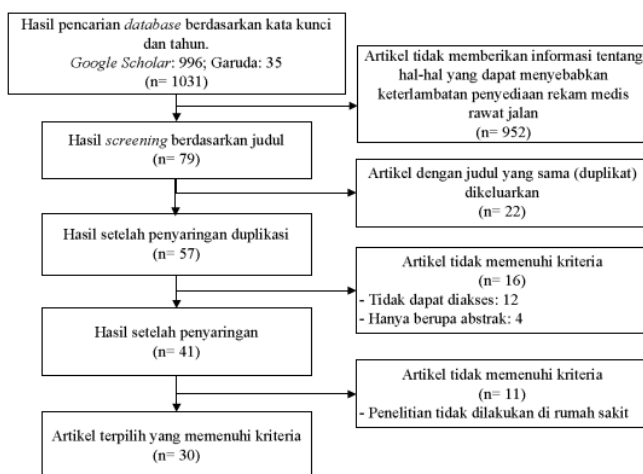 Hasil pencarian database berdasarkan kata kunci
dan tahun.
Google Scholar: 996; Garuda: 35
(n= 1031)
Artikel tidak memberikan informasi tentang
hal-hal yang dapat menyebabkan
keterlambatan penyediaan rekam medis
rawat jalan
(n= 952)
Hasil screening berdasarkan judul
(n= 79)
Artikel dengan judul yang sama (duplikat)
dikeluarkan
(n= 22)
Hasil setelah penyaringan duplikasi
(n= 57)
Artikel tidak memenuhi kriteria
(n= 16)
- Tidak dapat diakses: 12
- Hanya berupa abstrak: 4
Hasil setelah penyaringan
(n= 41)
Artikel tidak memenuhi kriteria
(n= 11)
- Penelitian tidak dilakukan di rumah sakit
Artikel terpilih yang memenuhi kriteria
(n= 30)